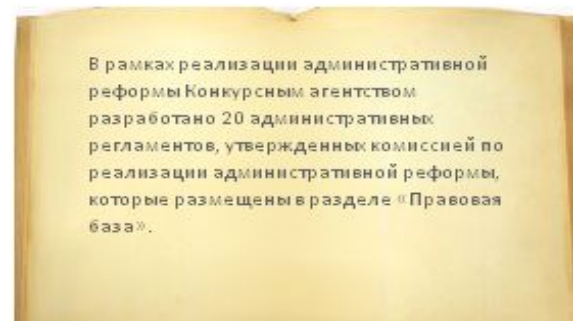 В рамках реализации административной
реформы Конкурсным агентством
разработано 20 административных
регламентов, утвержденных комиссией по
реализации административной реформы,
которые размещены в разделе «Правовая
база».